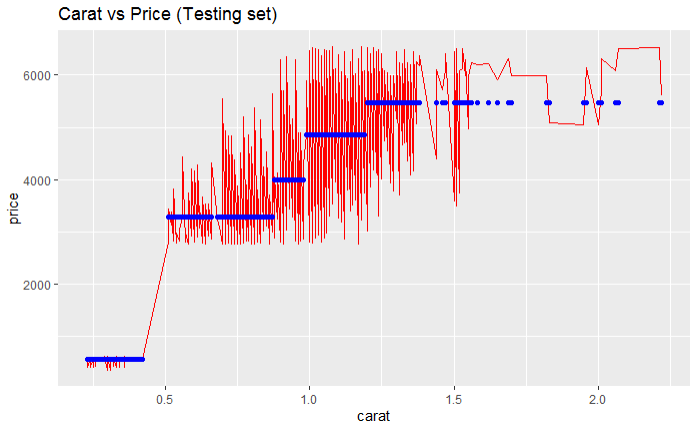 Carat vs Price (Testing set)
price
6000
4000
2000
0.5 1.0 1.5 2.0
carat